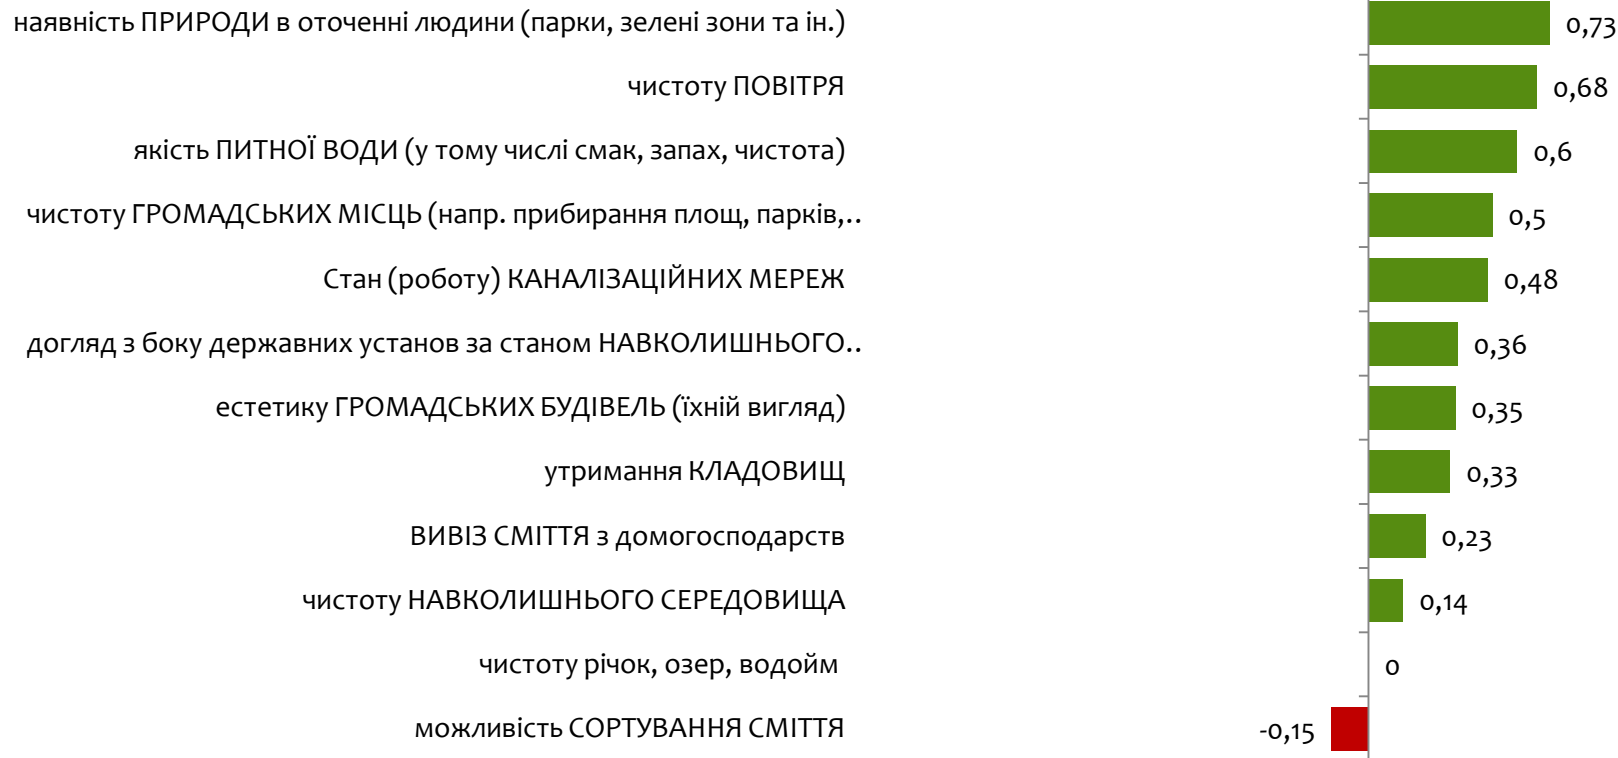 наявність ПРИРОДИ в оточенні людини (парки, зелені зони та ін.) 0,73
чистоту ПОВІТРЯ 0,68
якість ПИТНОЇ ВОДИ (у тому числі смак, запах, чистота) 0,6
чистоту ГРОМАДСЬКИХ МІСЦЬ (напр. прибирання площ, парків,.. 0,5
Стан (роботу) КАНАЛІЗАЦІЙНИХ МЕРЕЖ 0,48
догляд з боку державних установ за станом НАВКОЛИШНЬОГО.. 0,36
естетику ГРОМАДСЬКИХ БУДІВЕЛЬ (їхній вигляд) 0,35
утримання КЛАДОВИЩ 0,33
ВИВІЗ СМІТТЯ з домогосподарств 0,23
чистоту НАВКОЛИШНЬОГО СЕРЕДОВИЩА 0,14
чистоту річок, озер, водойм 0
можливість СОРТУВАННЯ СМІТТЯ -0,15